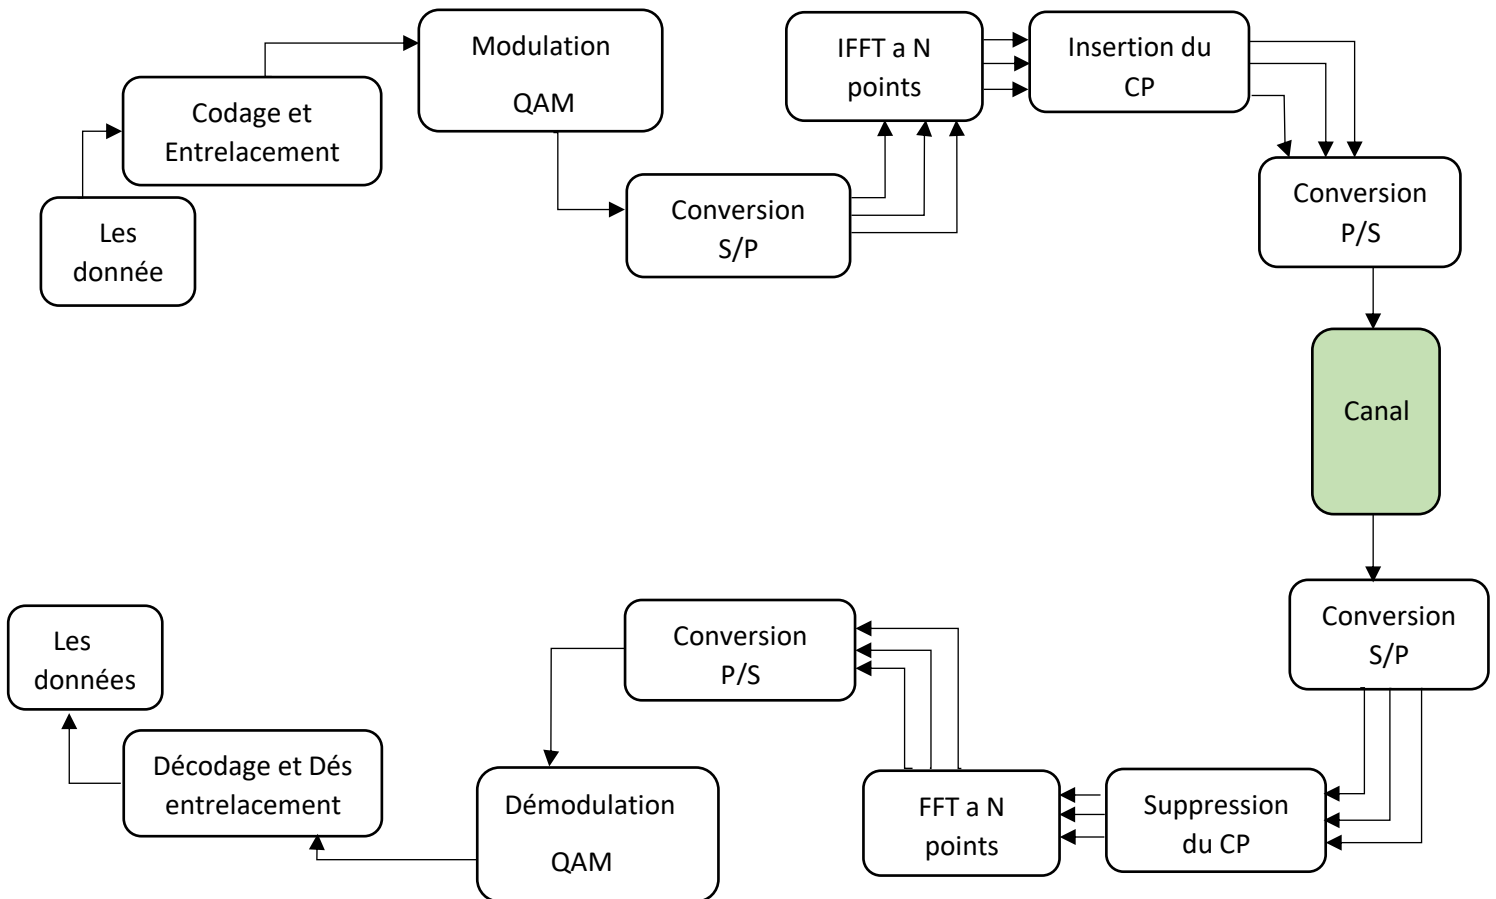 Les
donnée
Codage et
Entrelacement
Modulation
QAM
Conversion
S/P
IFFT a N
points
Insertion du
CP
Conversion
P/S
Canal
Conversion
S/P
Suppression
du CP
FFT a N
points
Conversion
P/S
Démodulation
QAM
Décodage et Dés
entrelacement
Les
données